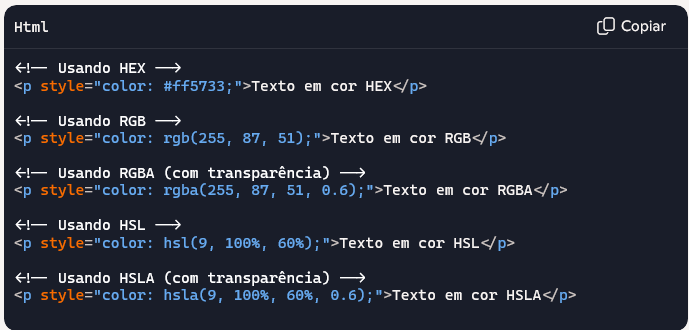 Html
Copiar
<!-- Usando HEX -->
<p style="color: #ff5733;">Texto em cor HEX</p>
<!-- Usando RGB -->
<p style="color: rgb(255, 87, 51);">Texto em cor RGB</p>
<!-- Usando RGBA (com transparência) -->
<p style="color: rgba(255, 87, 51, 0.6);">Texto em cor RGBA</p>
<!-- Usando HSL -->
<p style="color: hsl(9, 100%, 60%);">Texto em cor HSL</p>
<!-- Usando HSLA (com transparência) -->
<p style="color: hsla(9, 100%, 60%, 0.6);">Texto em cor HSLA</p>